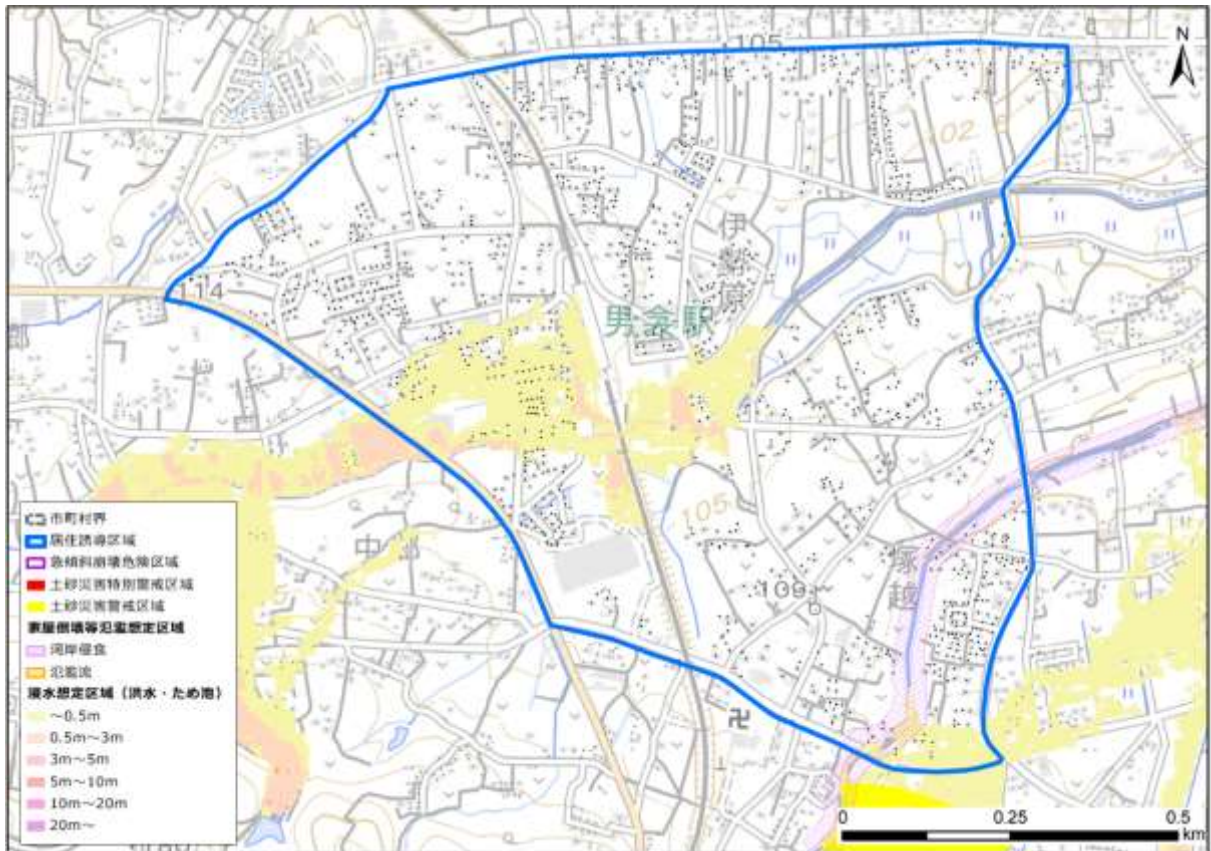 105
N
102
伊勢原
114
男衾駅
105
中郷
109
塚越
卍
市町村界
居住誘導区域
急傾斜崩壊危険区域
土砂災害特別警戒区域
土砂災害警戒区域
家屋倒壊等氾濫想定区域
河岸侵食
氾濫流
浸水想定区域（洪水・ため池）
～0.5m
0.5m～3m
3m～5m
5m～10m
10m～20m
20m～
0 0.25 0.5
km